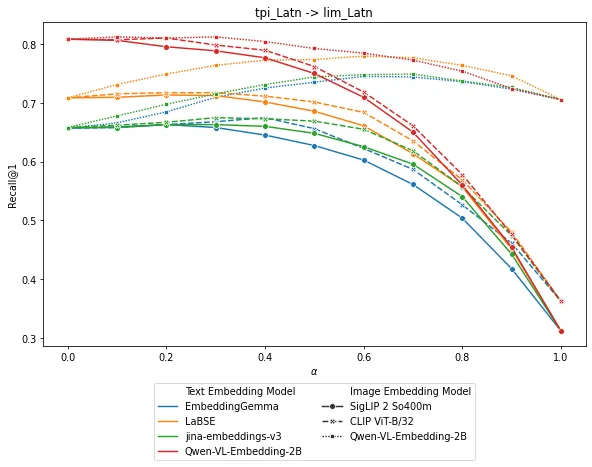 tpi_Latn -> lim_Latn
Recall@1
0.8
0.7
0.6
0.5
0.4
0.3
0.0
0.2
0.4
0.6
0.8
1.0
α
Text Embedding Model
EmbeddingGemma
LaBSE
jina-embeddings-v3
Qwen-VL-Embedding-2B
Image Embedding Model
SigLIP 2 So400m
CLIP ViT-B/32
Qwen-VL-Embedding-2B